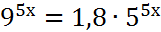 9^{5x} = 1,8 · 5^{5x}